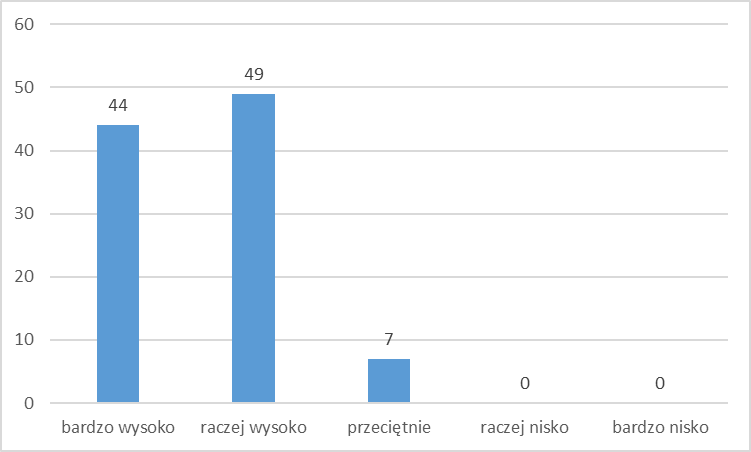 60
50
40
30
20
10
0
44
49
7
0
0
bardzo wysoko
raczej wysoko
przeciętnie
raczej nisko
bardzo nisko